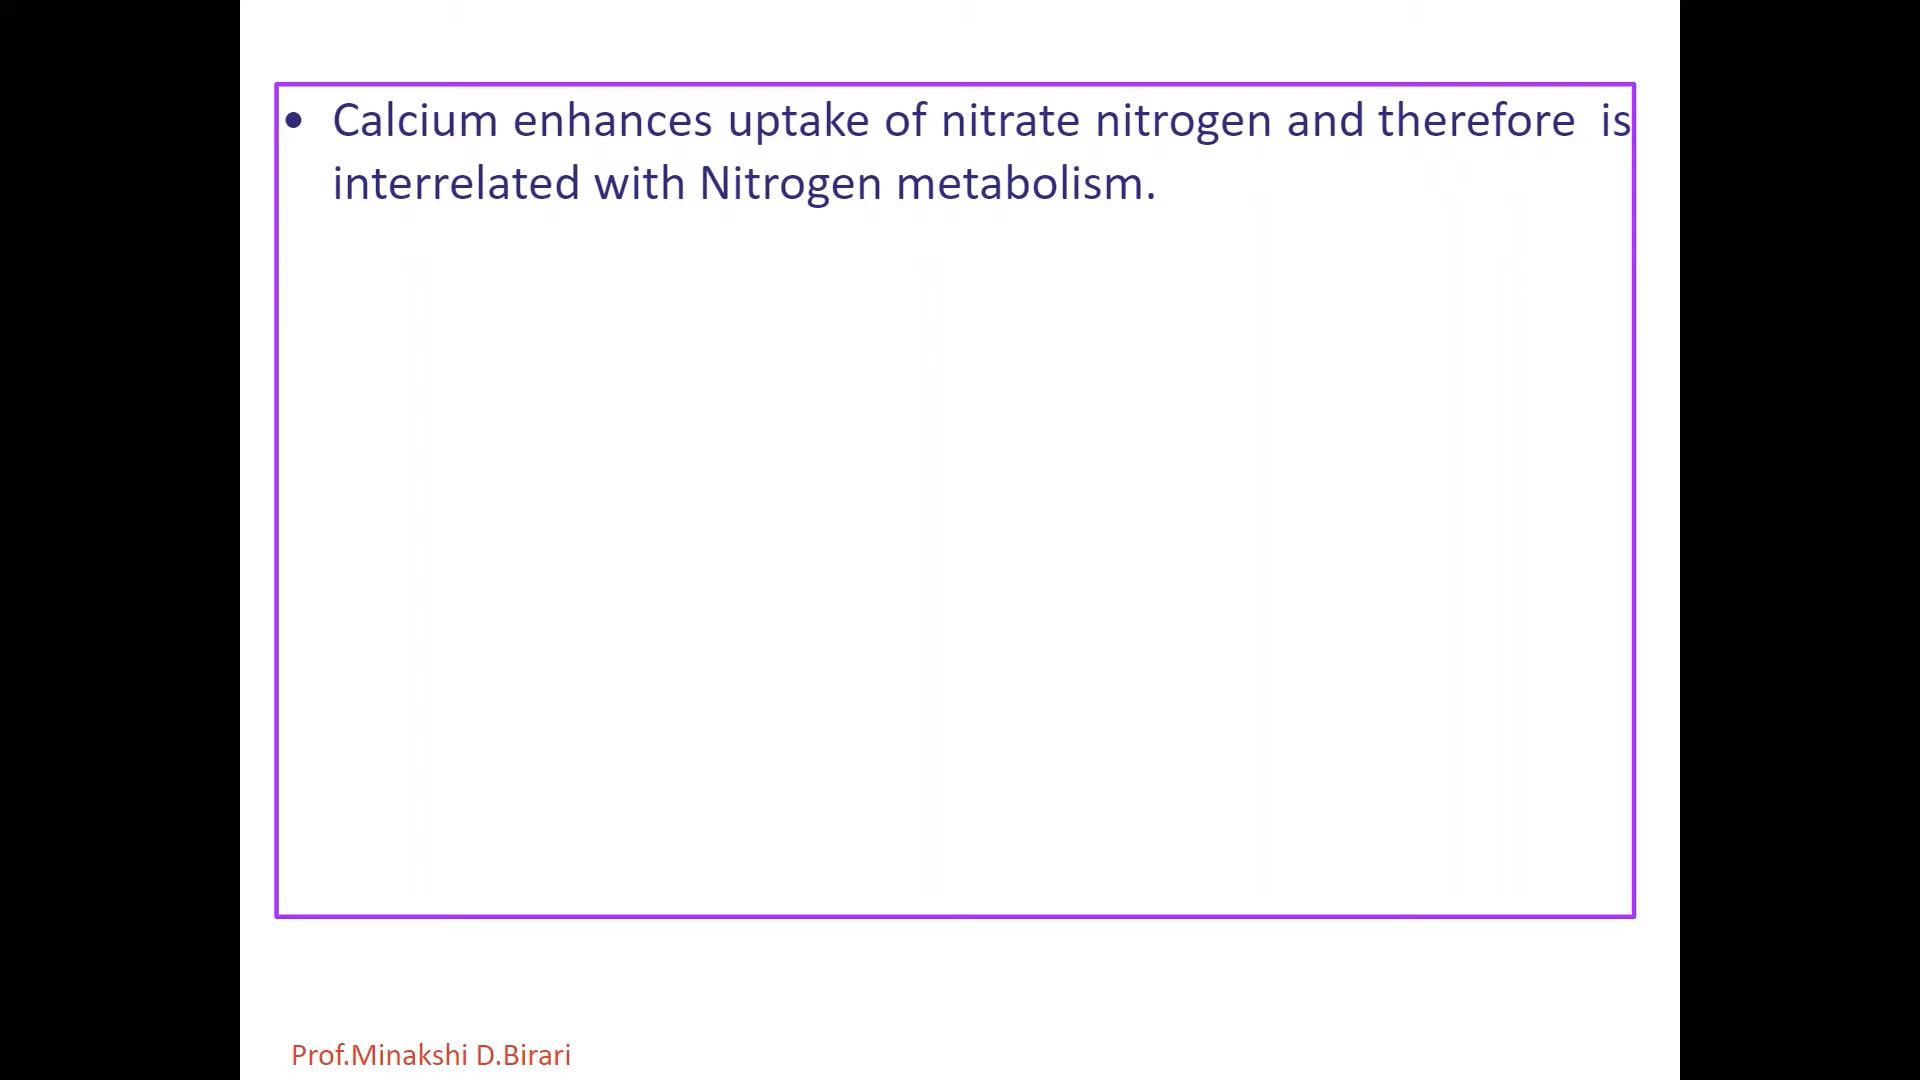 • Calcium enhances uptake of nitrate nitrogen and therefore is
interrelated with Nitrogen metabolism.
Prof.Minakshi D.Birari